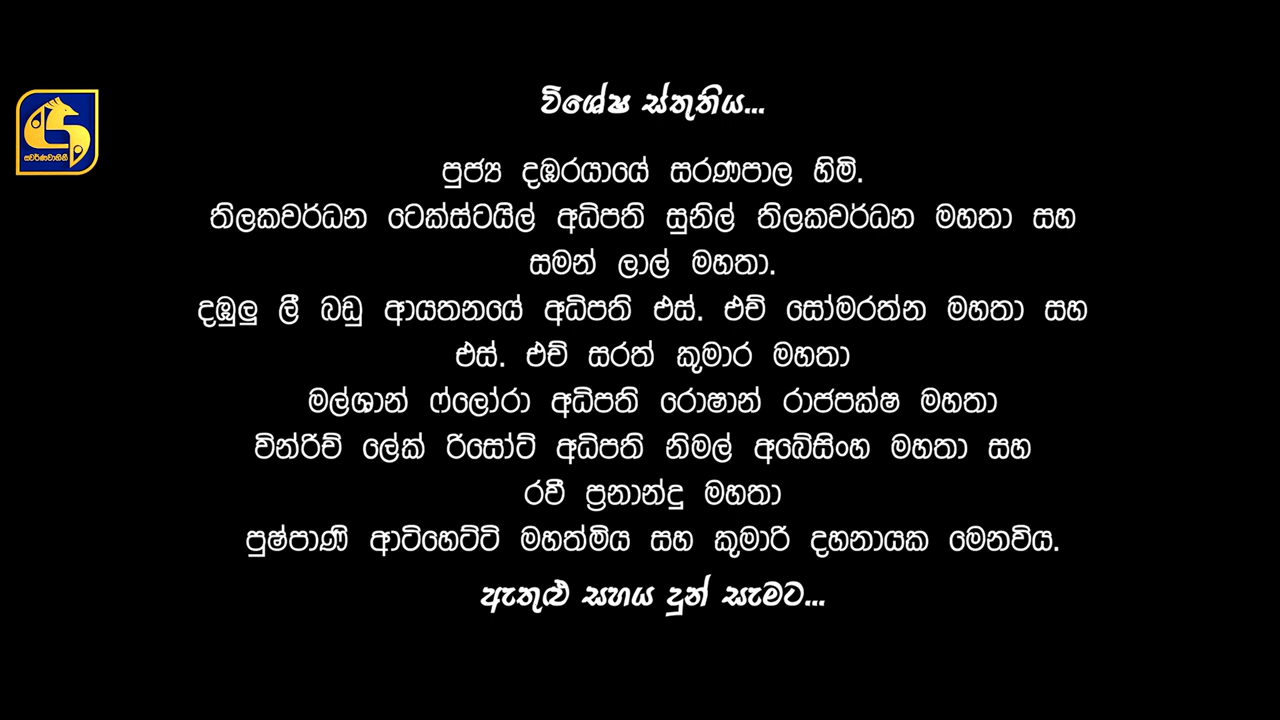 ස්වර්ණවාහිනී
විශේෂ ස්තූතිය...
පූජ්‍ය දඹරයායේ සරණපාල හිමි.
තිලකවර්ධන ටෙක්ස්ටයිල් අධිපති සුනිල් තිලකවර්ධන මහතා සහ
සමන් ලාල් මහතා.
දඹුලු ලී බඩු ආයතනයේ අධිපති එස්. එච් සෝමරත්න මහතා සහ
එස්. එච් සරත් කුමාර මහතා
මල්ශාන් ෆ්ලෝරා අධිපති රොෂාන් රාජපක්ෂ මහතා
වින්රිච් ලේක් රිසෝට් අධිපති නිමල් අබේසිංහ මහතා සහ
රවී ප්‍රනාන්දු මහතා
පුෂ්පාණි ආටිහෙට්ටි මහත්මිය සහ කුමාරි දහනායක මෙනවිය.
ඇතුළු සහය දුන් සැමට...